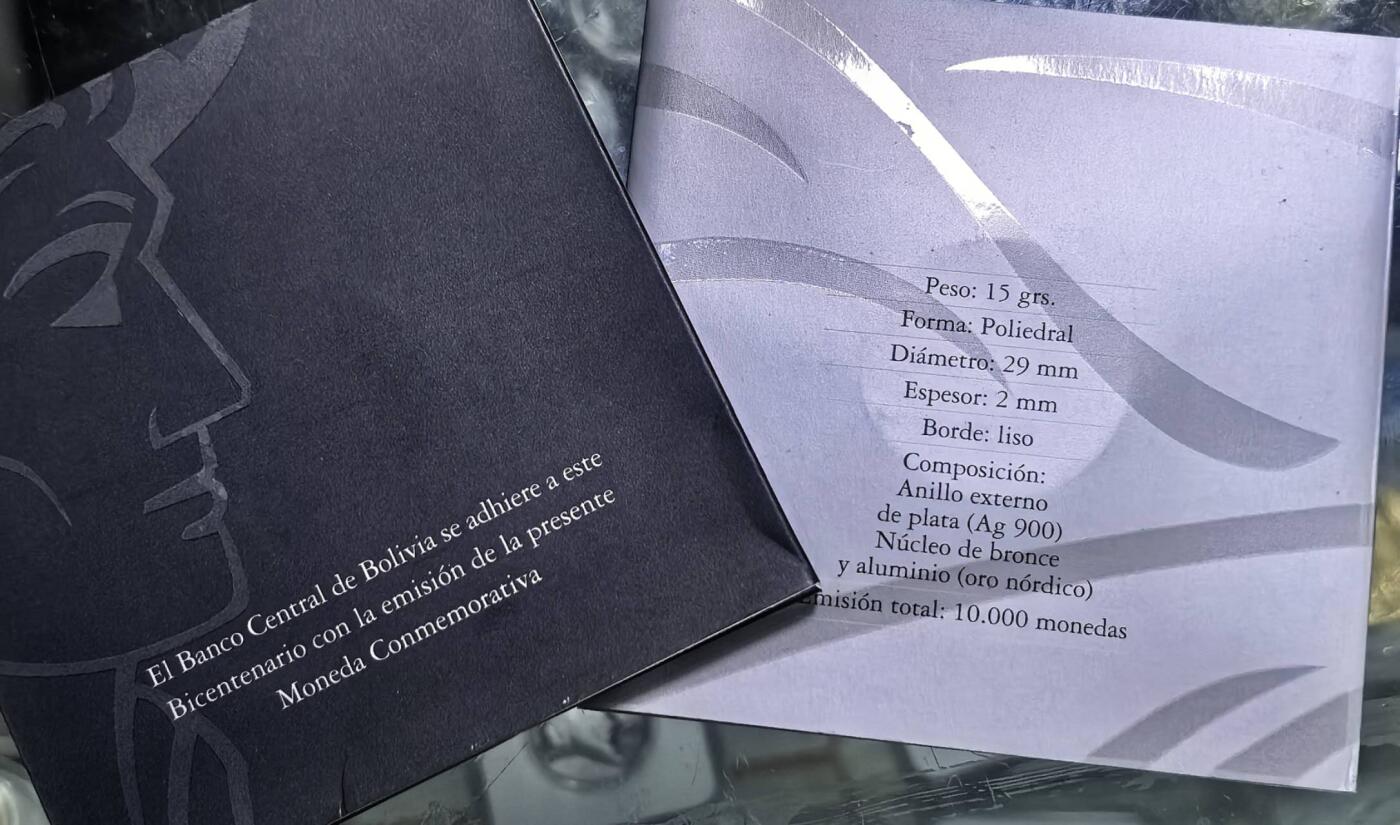 El Banco Central de Bolivia se adhiere a este
Bicentenario con la emisión de la presente
Moneda Conmemorativa
Peso: 15 grs.
Forma: Poliedral
Diámetro: 29 mm
Espesor: 2 mm
Borde: liso
Composición:
Anillo externo
de plata (Ag 900)
Núcleo de bronce
y aluminio (oro nórdico)
Emisión total: 10.000 monedas